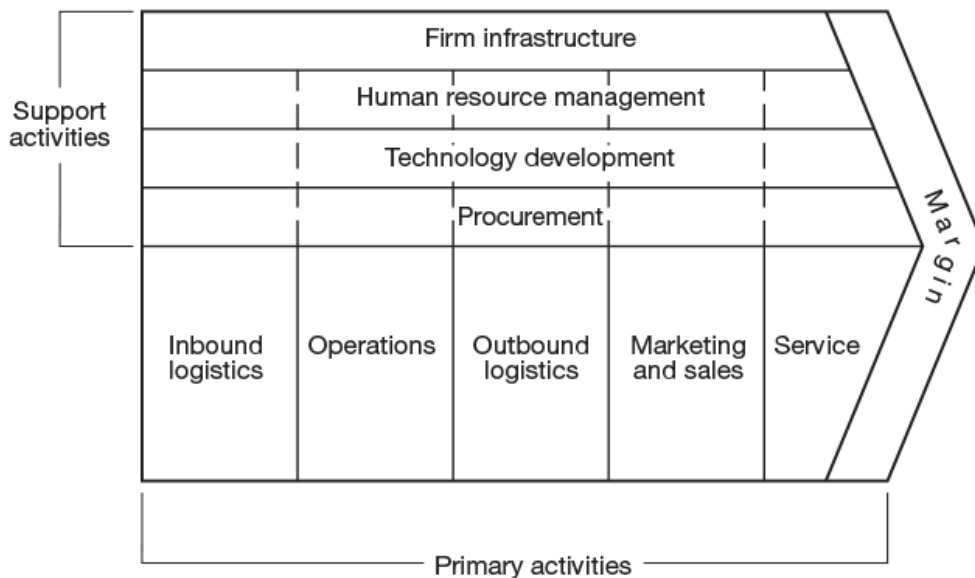 Firm infrastructure
Human resource management
Support
activities
Technology development
Procurement
Margin
Inbound
logistics
Operations
Outbound
logistics
Marketing
and sales
Service
Primary activities